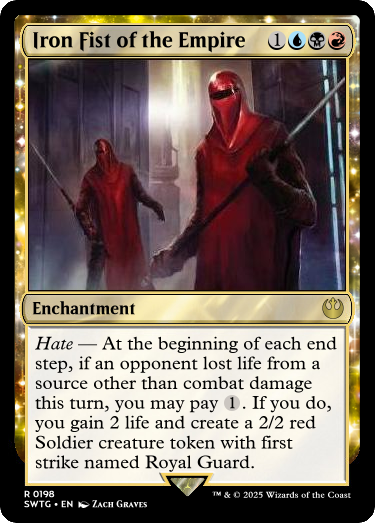 Iron Fist of the Empire 1
Enchantment
Hate — At the beginning of each end
step, if an opponent lost life from a
source other than combat damage
this turn, you may pay 1. If you do,
you gain 2 life and create a 2/2 red
Soldier creature token with first
strike named Royal Guard.
R 0198
SWTG • EN Zach Graves
™ & © 2025 Wizards of the Coast